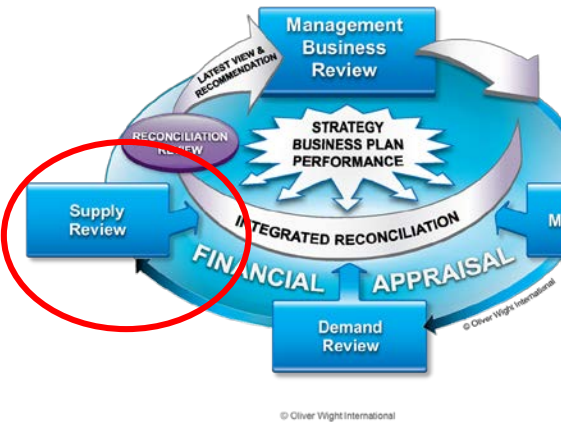 Management
Business
Review
LATEST VIEW &
RECOMMENDATION
RECONCILIATION
REVIEW
STRATEGY
BUSINESS PLAN
PERFORMANCE
Supply
Review
INTEGRATED RECONCILIATION
M
FINANCIAL APPRAISAL
Demand
Review
© Oliver Wight International
© Oliver Wight International